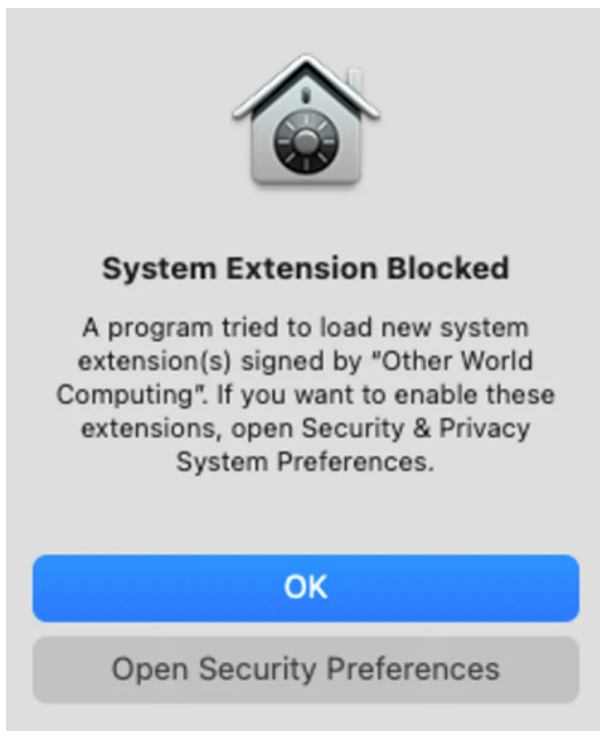 System Extension Blocked
A program tried to load new system
extension(s) signed by “Other World
Computing”. If you want to enable these
extensions, open Security & Privacy
System Preferences.
OK
Open Security Preferences